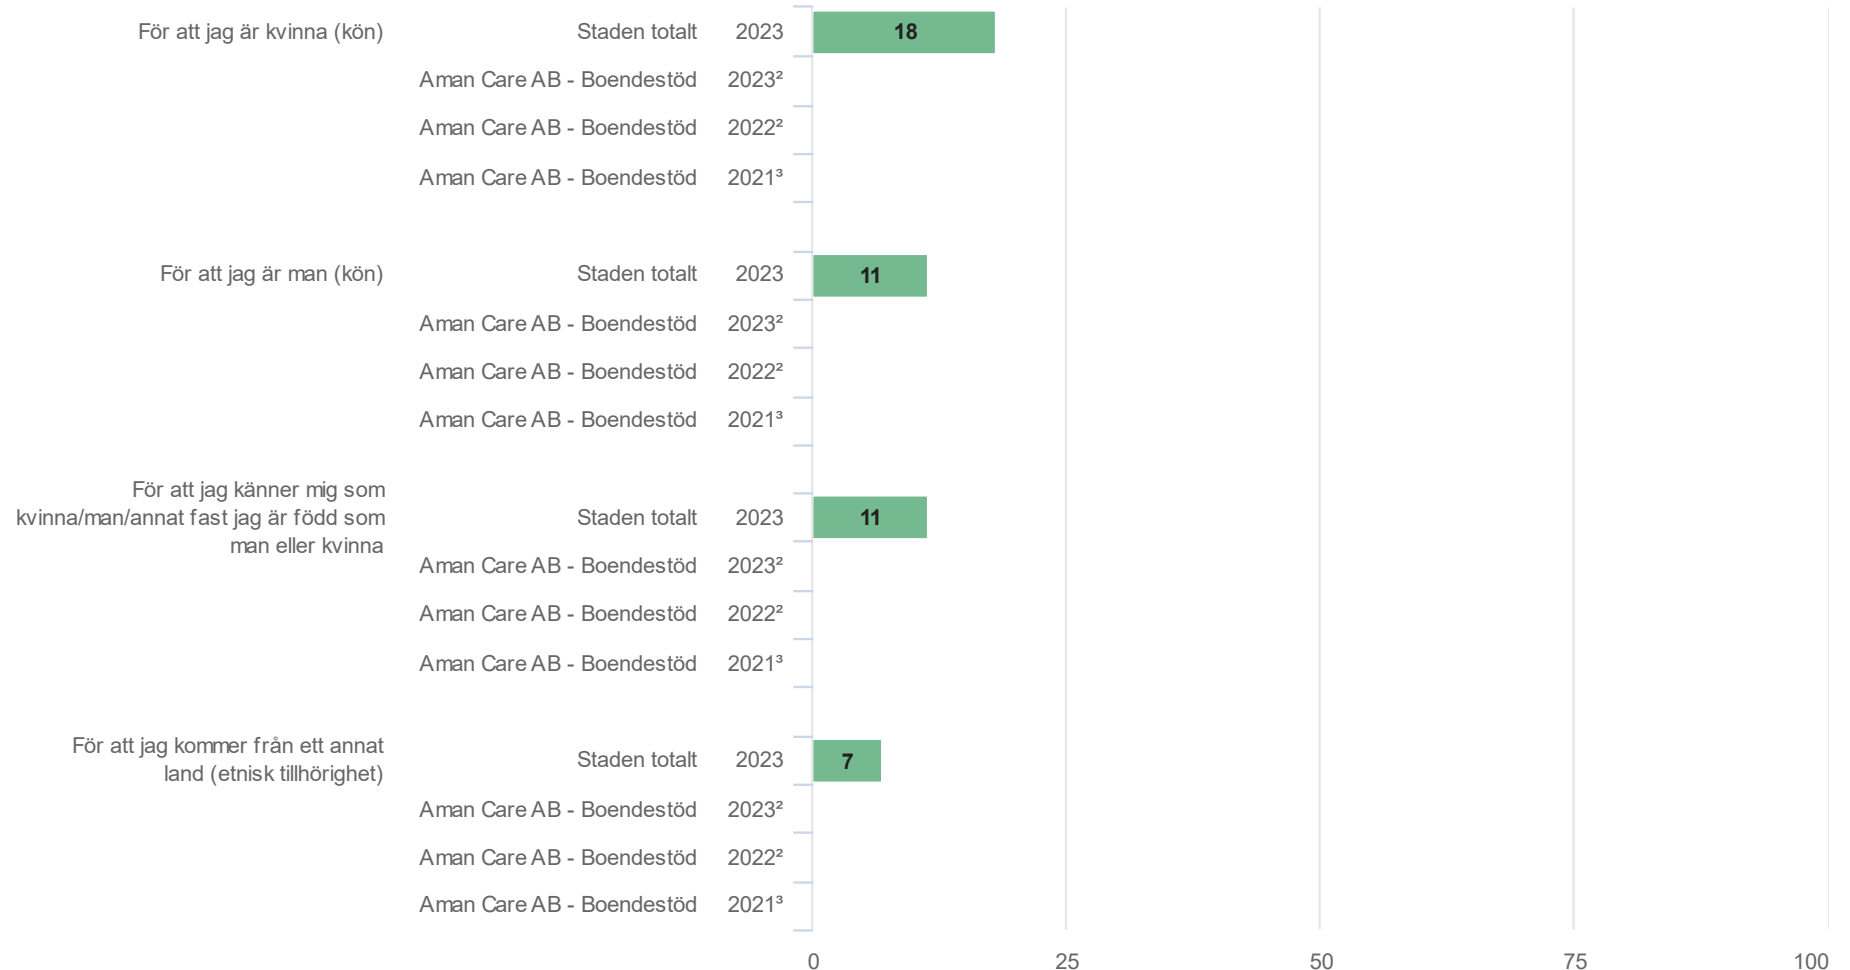 För att jag är kvinna (kön) Staden totalt 2023 18
Aman Care AB - Boendestöd 2023²
Aman Care AB - Boendestöd 2022²
Aman Care AB - Boendestöd 2021³
För att jag är man (kön) Staden totalt 2023 11
Aman Care AB - Boendestöd 2023²
Aman Care AB - Boendestöd 2022²
Aman Care AB - Boendestöd 2021³
För att jag känner mig som
kvinna/man/annat fast jag är född som
man eller kvinna
Staden totalt 2023 11
Aman Care AB - Boendestöd 2023²
Aman Care AB - Boendestöd 2022²
Aman Care AB - Boendestöd 2021³
För att jag kommer från ett annat
land (etnisk tillhörighet)
Staden totalt 2023 7
Aman Care AB - Boendestöd 2023²
Aman Care AB - Boendestöd 2022²
Aman Care AB - Boendestöd 2021³
0 25 50 75 100